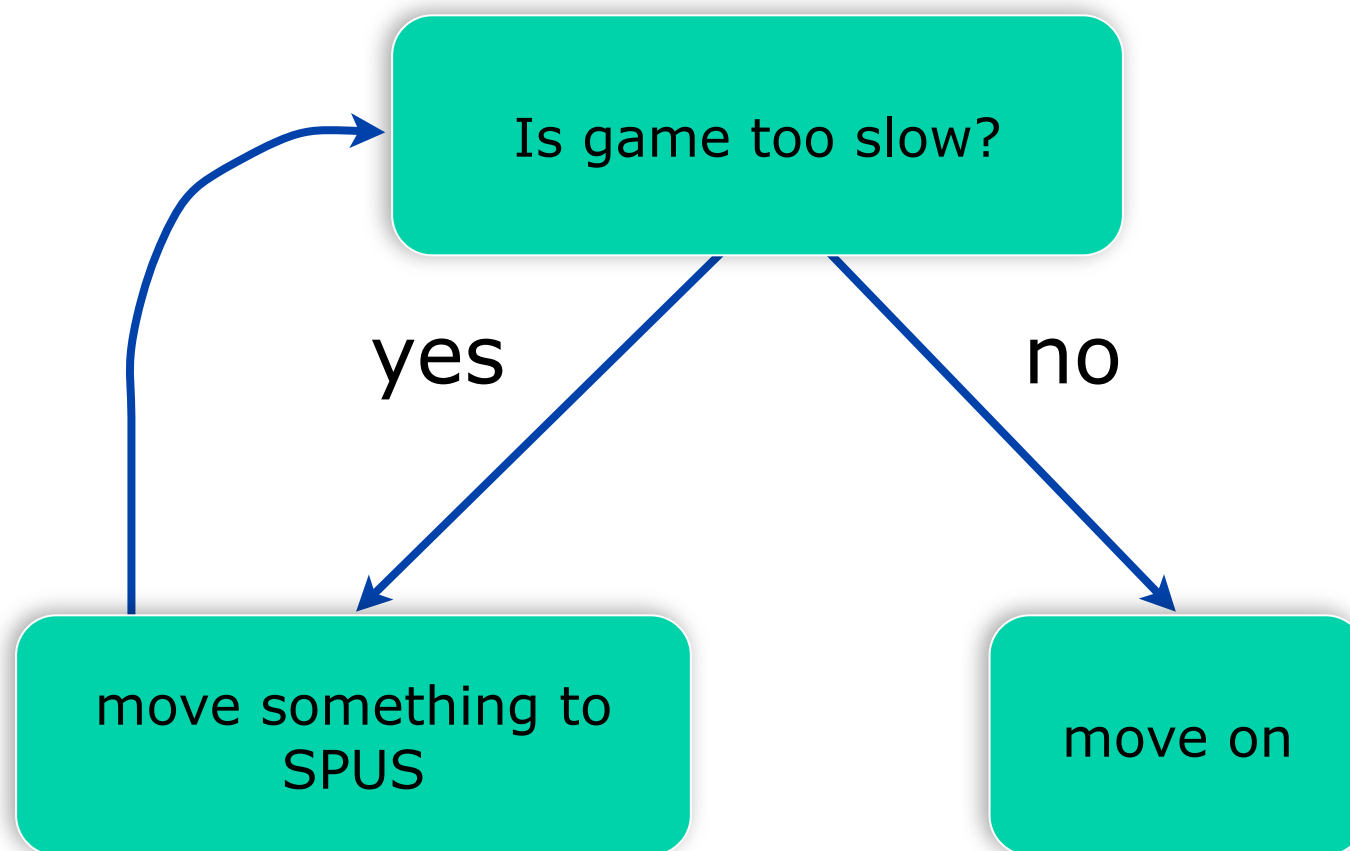 Is game too slow?
yes
no
move something to
SPUS
move on